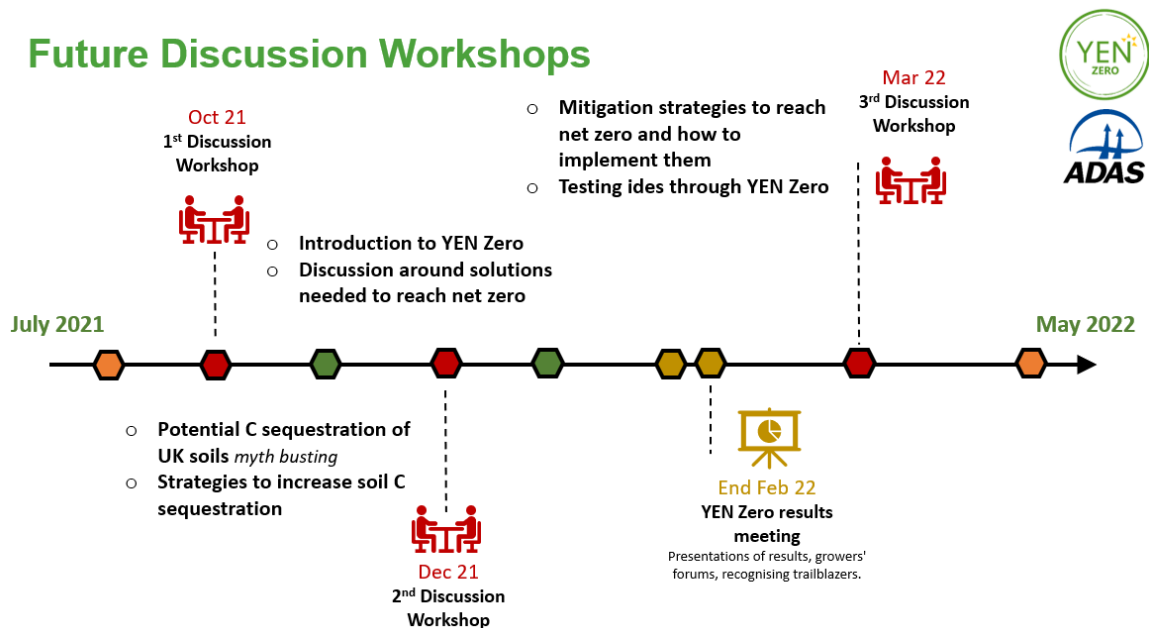 Future Discussion Workshops
YEN
ZERO
ADAS
Oct 21
1st Discussion
Workshop
○ Introduction to YEN Zero
○ Discussion around solutions
needed to reach net zero
○ Mitigation strategies to reach
net zero and how to
implement them
○ Testing ides through YEN Zero
Mar 22
3rd Discussion
Workshop
July 2021
May 2022
○ Potential C sequestration of
UK soils myth busting
○ Strategies to increase soil C
sequestration
Dec 21
2nd Discussion
Workshop
End Feb 22
YEN Zero results
meeting
Presentations of results, growers'
forums, recognising trailblazers.